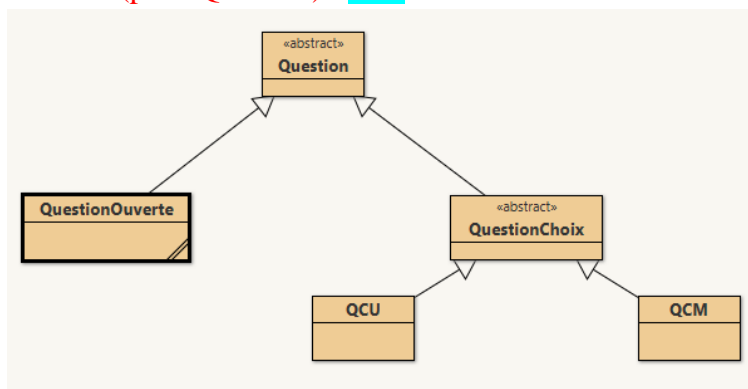 «abstract»
Question
QuestionOuverte
«abstract»
QuestionChoix
QCU
QCM